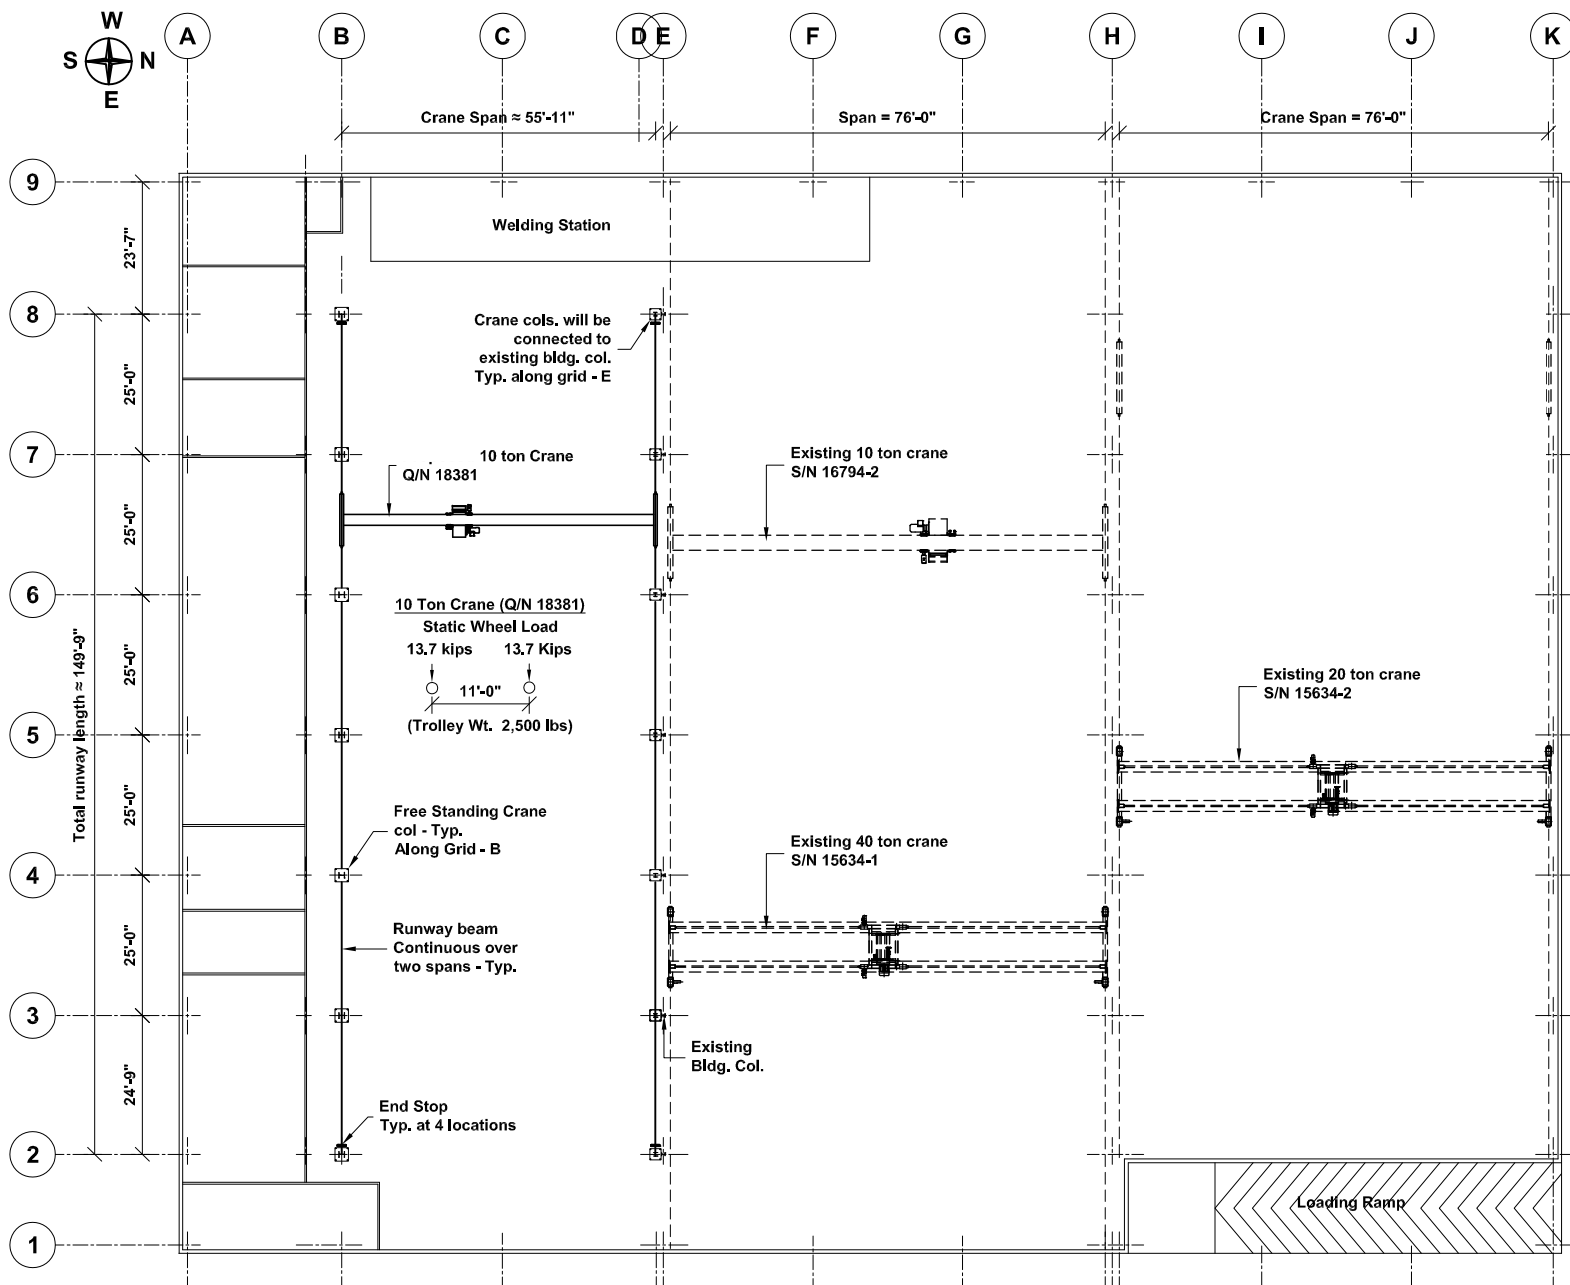 W
S N
E
A
B
C
D
E
F
G
H
I
J
K
Crane Span ≈ 55'-11"
Span = 76'-0"
Crane Span = 76'-0"
9
8
7
6
5
4
3
2
1
23'-7"
25'-0"
25'-0"
25'-0"
25'-0"
25'-0"
24'-9"
Total runway length ≈ 149'-9"
Welding Station
Crane cols. will be
connected to
existing bldg. col.
Typ. along grid - E
10 ton Crane
Q/N 18381
Existing 10 ton crane
S/N 16794-2
10 Ton Crane (Q/N 18381)
Static Wheel Load
13.7 kips 13.7 Kips
11'-0"
(Trolley Wt. 2,500 lbs)
Existing 20 ton crane
S/N 15634-2
Free Standing Crane
col - Typ.
Along Grid - B
Existing 40 ton crane
S/N 15634-1
Runway beam
Continuous over
two spans - Typ.
Existing
Bldg. Col.
End Stop
Typ. at 4 locations
Loading Ramp